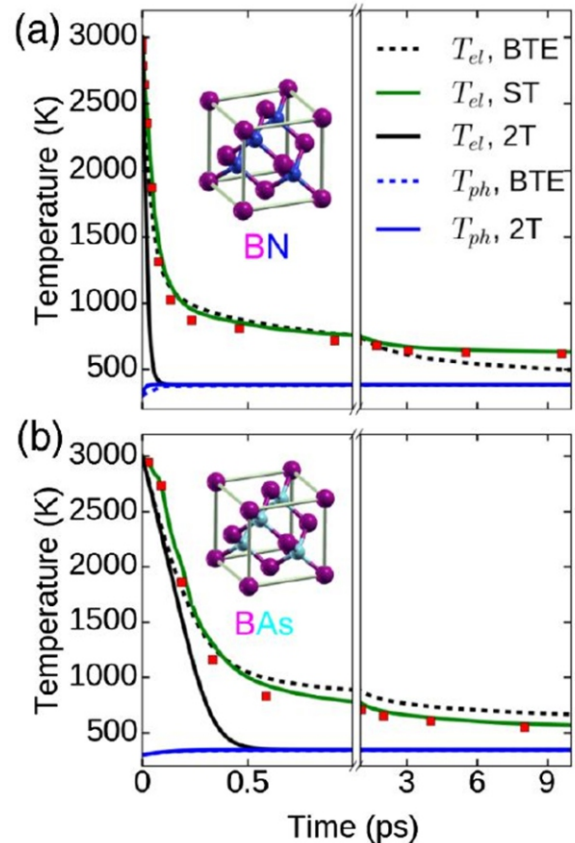 (a)
3000
2500
2000
1500
1000
500
Temperature (K)
BN
T_el, BTE
T_el, ST
T_el, 2T
T_ph, BTE
T_ph, 2T
(b)
3000
2500
2000
1500
1000
500
Temperature (K)
BAs
0 0.5 3 6 9
Time (ps)